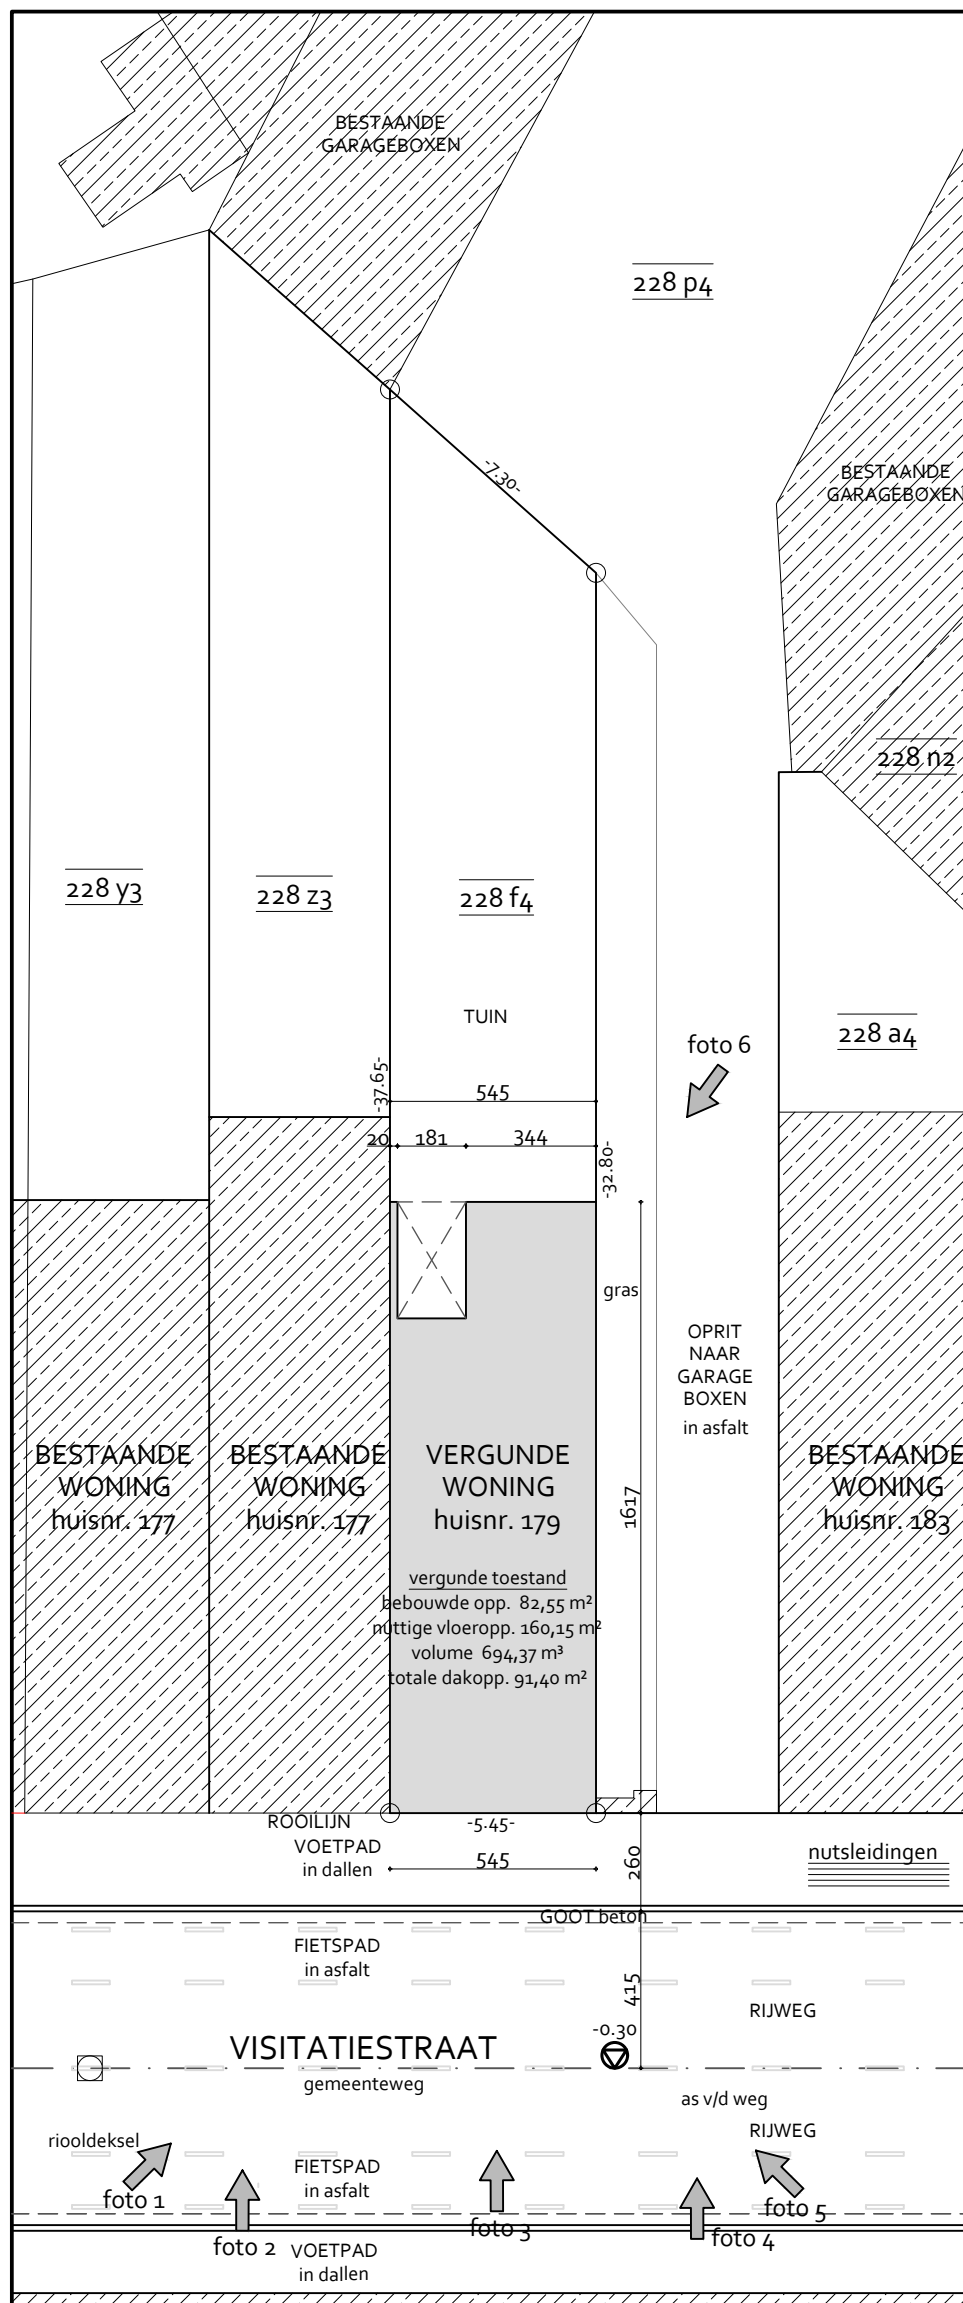 BESTAANDE
GARAGEBOXEN
228 p4
-7.30-
BESTAANDE
GARAGEBOXEN
228 n2
228 y3
228 z3
228 f4
TUIN
228 a4
foto 6
-37.65-
545
20 181 344
-32.80-
gras
OPRIT
NAAR
GARAGE
BOXEN
in asfalt
BESTAANDE
WONING
huisnr. 177
BESTAANDE
WONING
huisnr. 177
VERGUNDE
WONING
huisnr. 179
1617
BESTAANDE
WONING
huisnr. 183
vergunde toestand
bebouwde opp. 82,55 m²
nuttige vloeropp. 160,15 m²
volume 694,37 m³
totale dakopp. 91,40 m²
ROOILIJN
-5.45-
VOETPAD
in dallen
545
260
nutsleidingen
GOOT beton
FIETSPAD
in asfalt
415
RIJWEG
-0.30
VISITATIESTRAAT
gemeenteweg
as v/d weg
RIJWEG
riooldeksel
FIETSPAD
in asfalt
foto 1
foto 2
foto 3
foto 4
foto 5
VOETPAD
in dallen